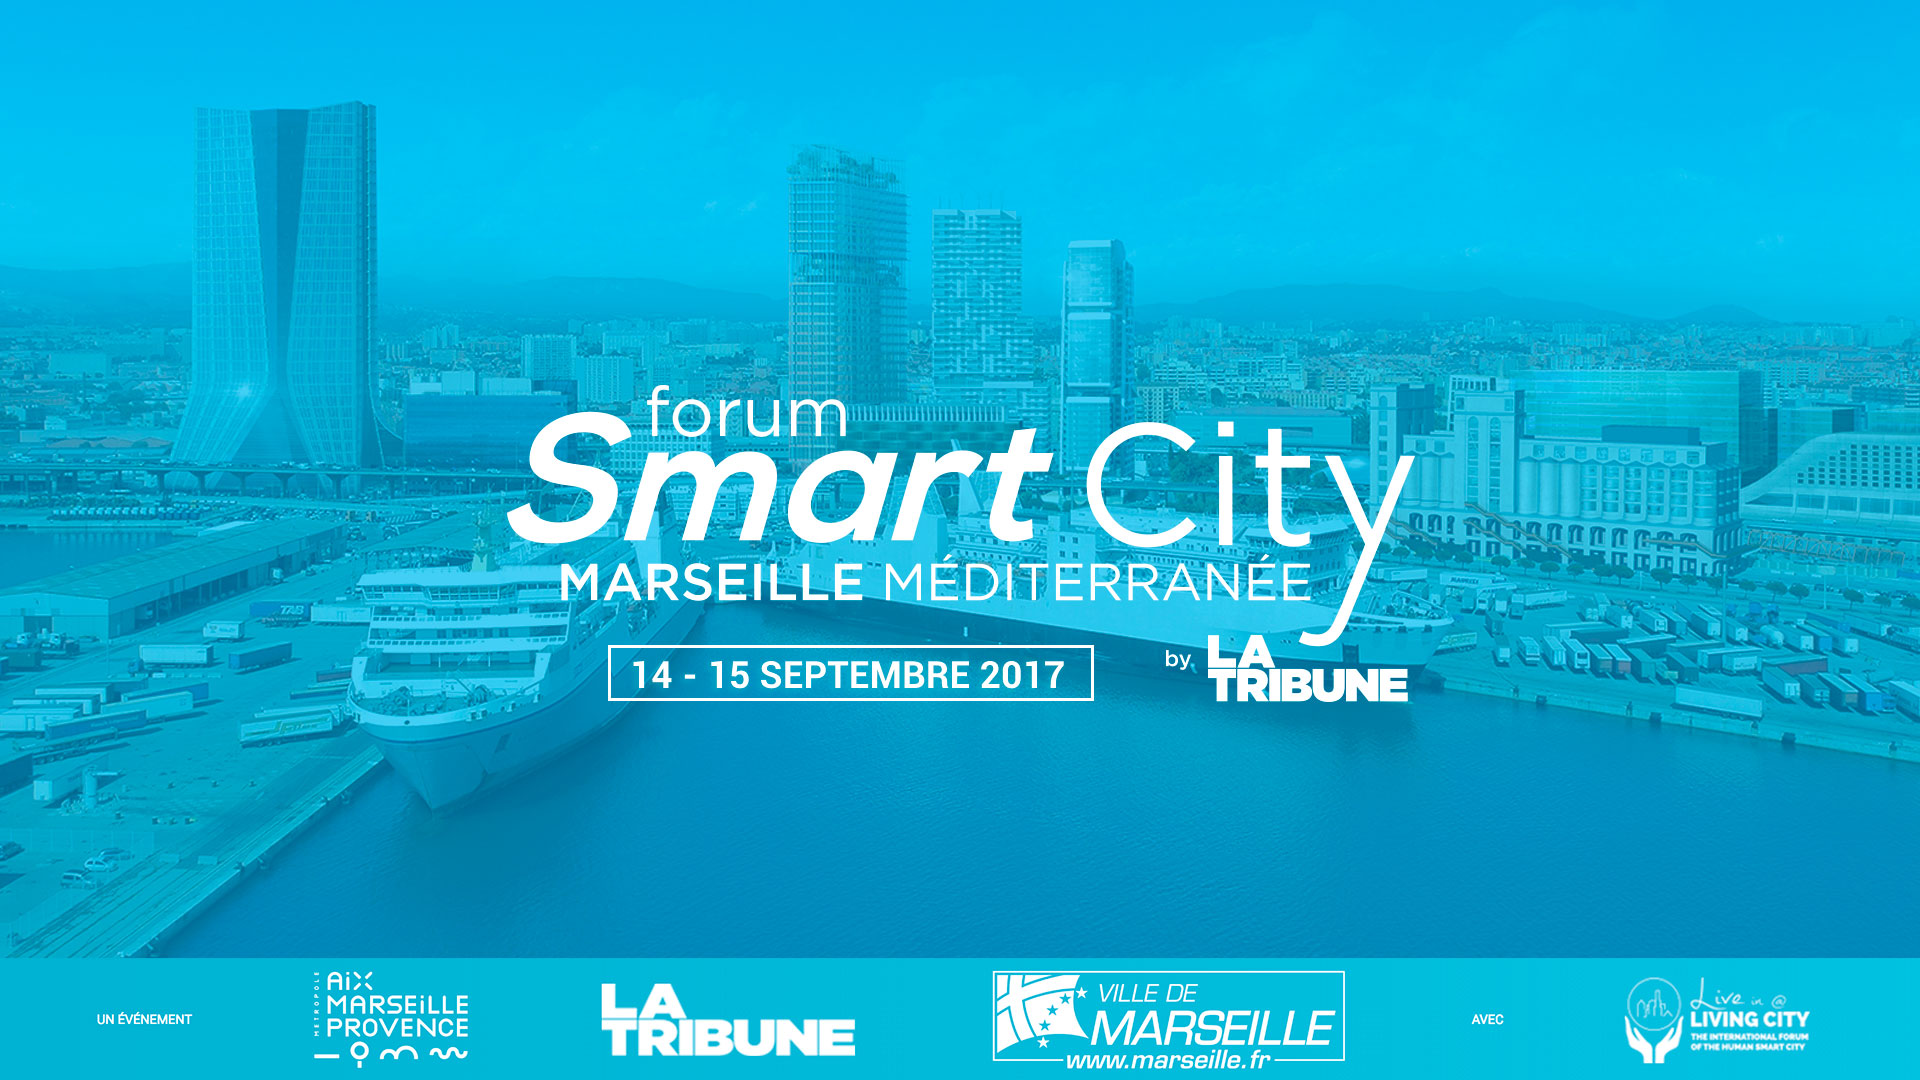 forum
Smart City
MARSEILLE MÉDITERRANÉE
14 - 15 SEPTEMBRE 2017
by LA TRIBUNE
UN ÉVÉNEMENT
MÉTROPOLE
AiX
MARSEiLLE
PROVENCE
LA
TRIBUNE
VILLE DE
MARSEILLE
www.marseille.fr
AVEC
Live in @
LIVING CITY
THE INTERNATIONAL FORUM
OF THE HUMAN SMART CITY